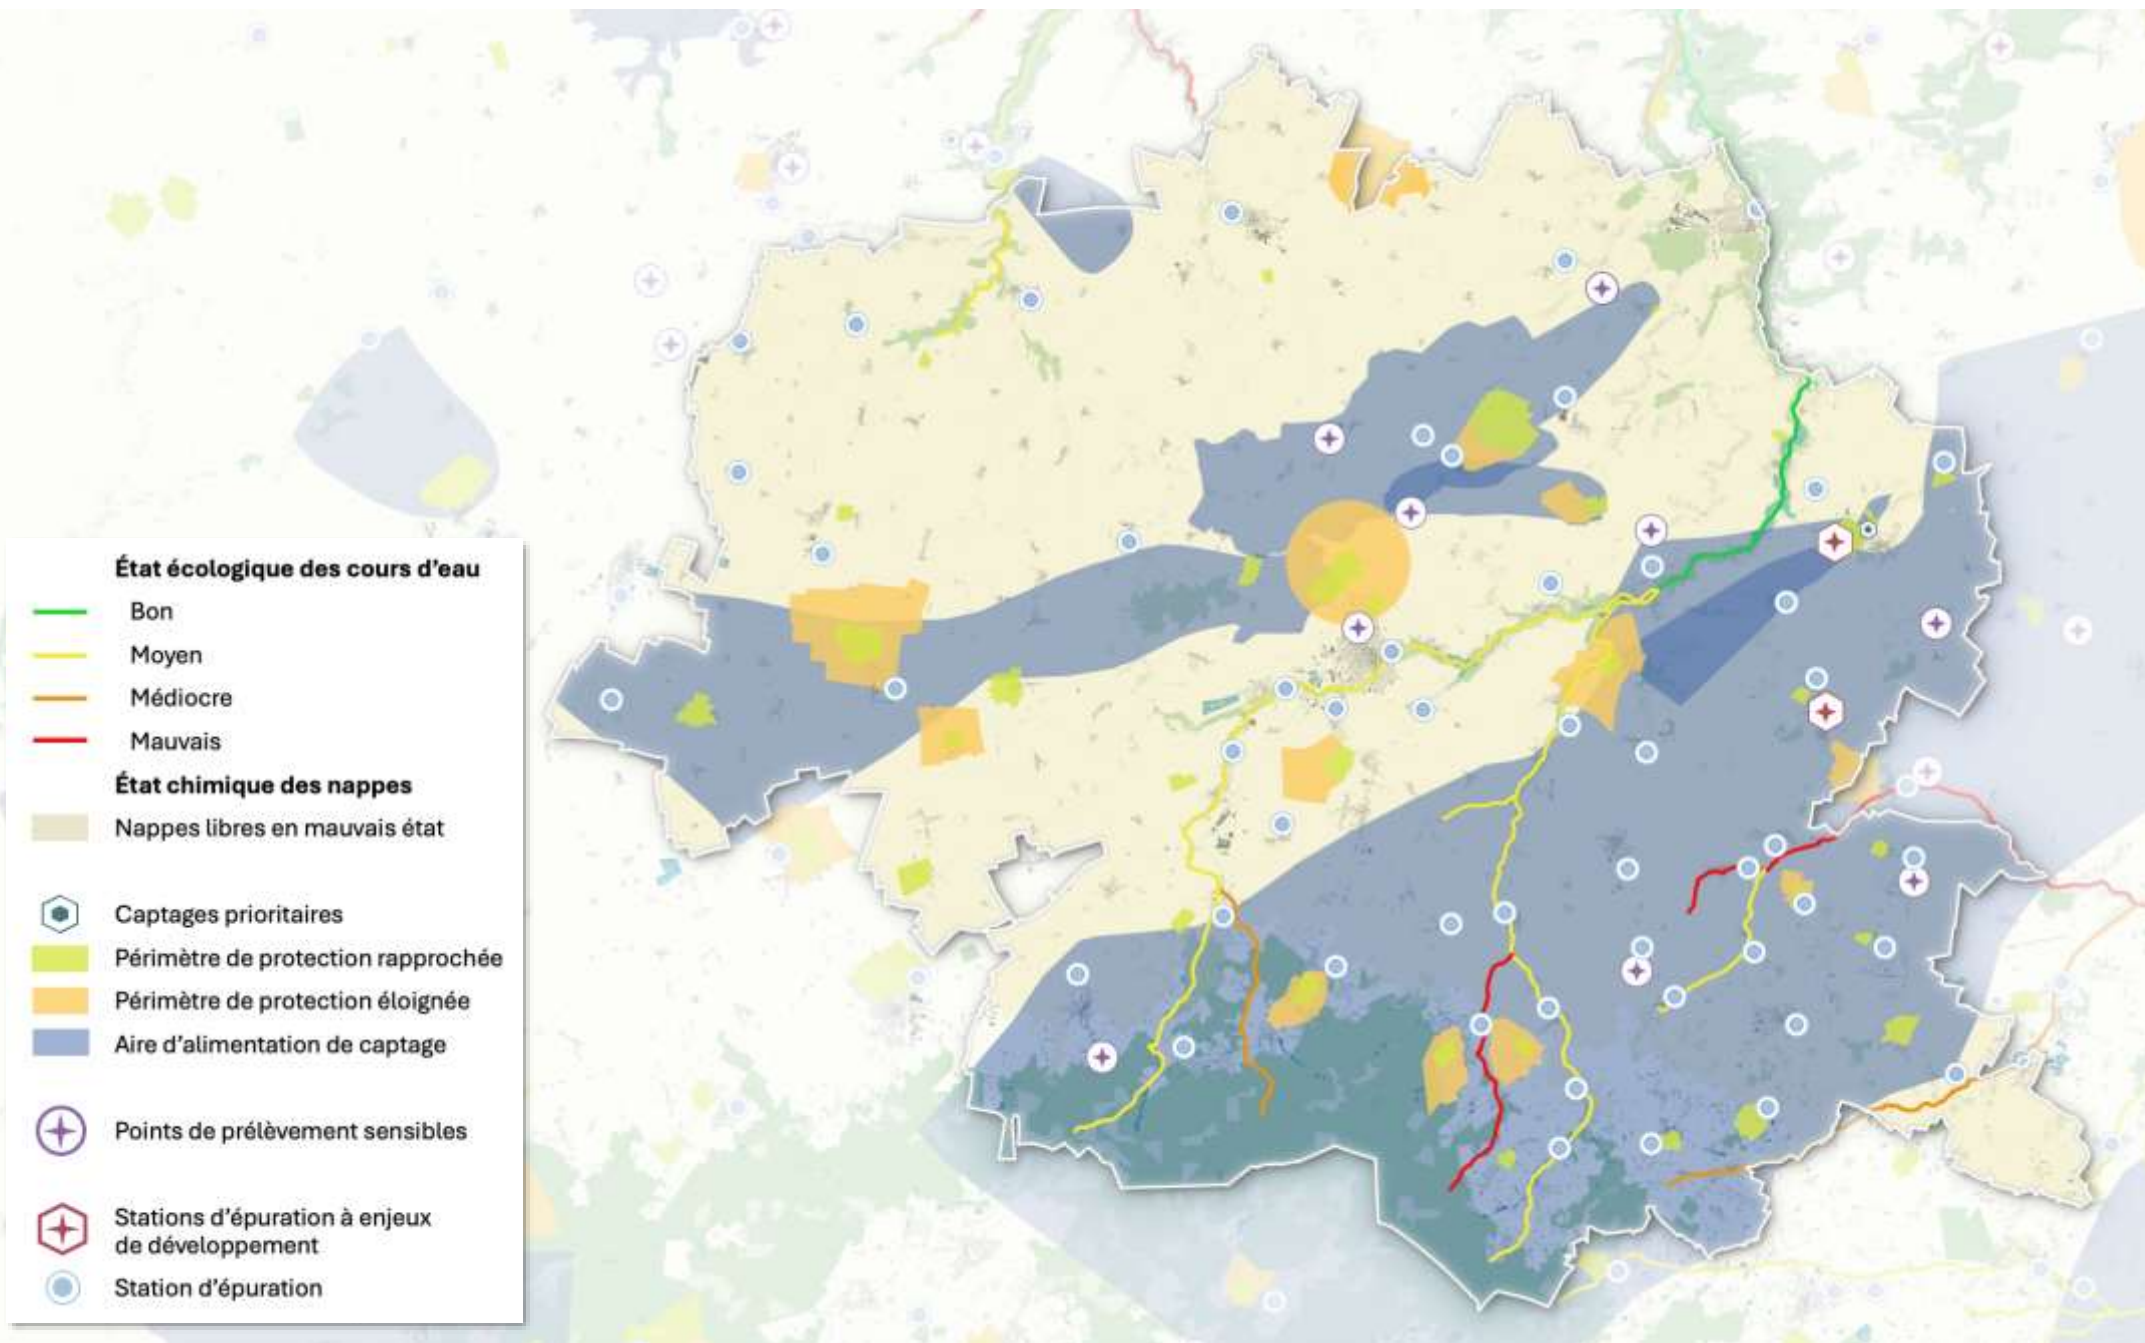 État écologique des cours d'eau
Bon
Moyen
Médiocre
Mauvais
État chimique des nappes
Nappes libres en mauvais état
Captages prioritaires
Périmètre de protection rapprochée
Périmètre de protection éloignée
Aire d'alimentation de captage
Points de prélèvement sensibles
Stations d'épuration à enjeux
de développement
Station d'épuration